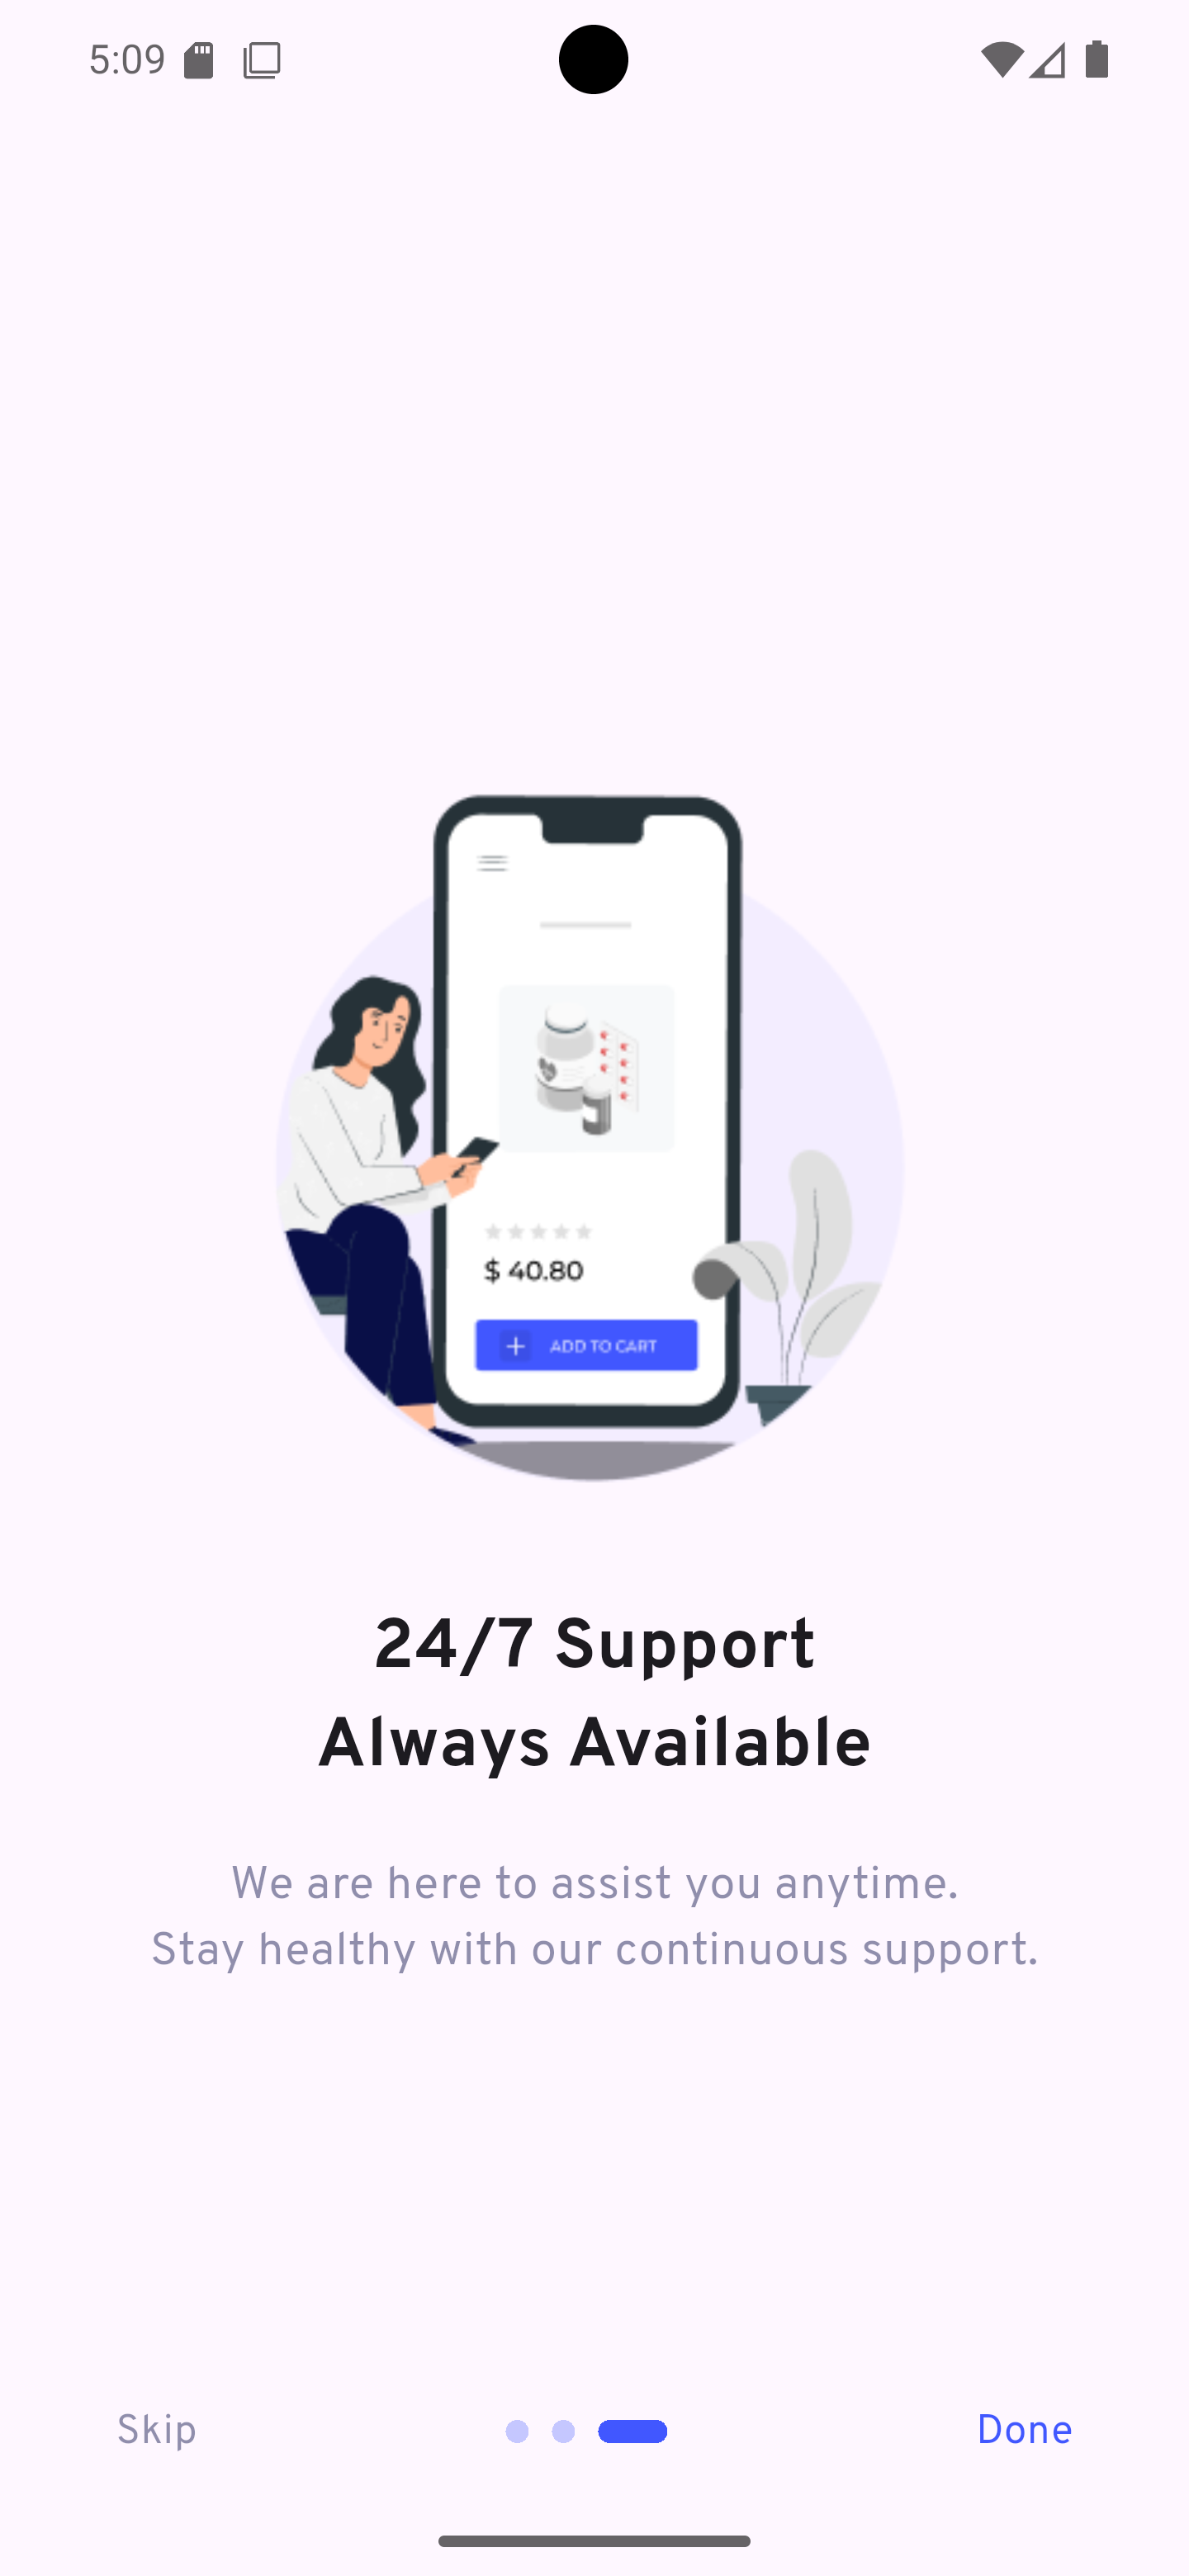 5:09
$ 40.80
ADD TO CART
24/7 Support
Always Available
We are here to assist you anytime.
Stay healthy with our continuous support.
Skip
Done